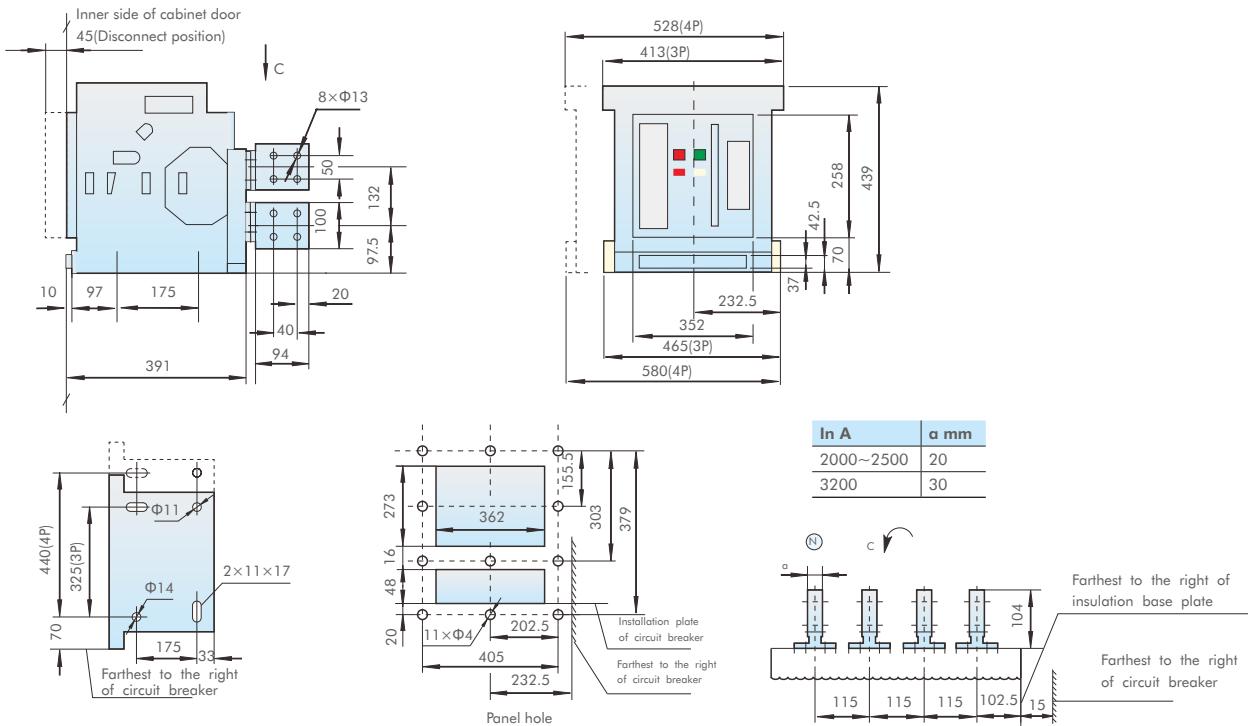 Inner side of cabinet door
45(Disconnect position)
C
8×Φ13
50
132
100
97.5
10
97
175
20
40
94
391
528(4P)
413(3P)
258
439
42.5
70
37
232.5
352
465(3P)
580(4P)
440(4P)
325(3P)
70
Φ11
Φ14
2×11×17
175
33
Farthest to the right
of circuit breaker
273
16
48
20
362
155.5
303
379
11×Φ4
202.5
405
232.5
Installation plate
of circuit breaker
Farthest to the right
of circuit breaker
Panel hole
In A a mm
2000~2500 20
3200 30
N
C
a
104
Farthest to the right of
insulation base plate
Farthest to the right
of circuit breaker
115
115
115
102.5
15